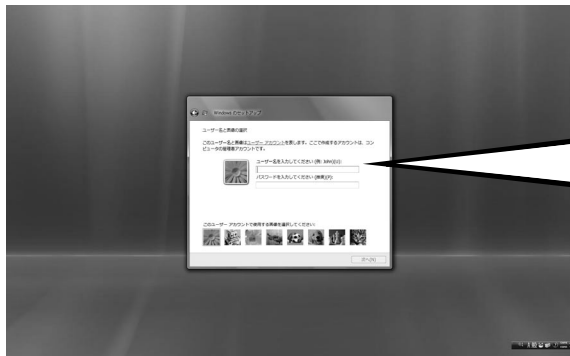 Windows のセットアップ
ユーザー名と画像の選択
このユーザー名と画像はユーザー アカウントを表します。ここで作成するアカウントは、コン
ピュータの管理者アカウントです。
ユーザー名を入力してください (例: John)(U):
パスワードを入力してください (推奨)(P):
このユーザー アカウントで使用する画像を選択してください:
次へ(N)